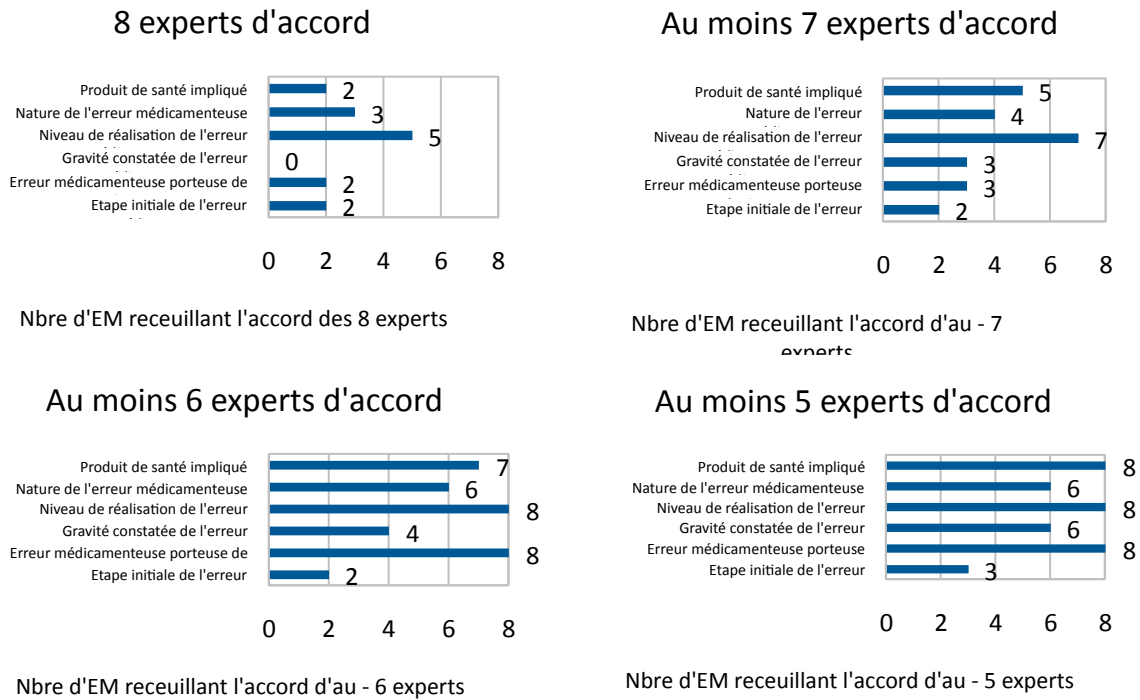 8 experts d'accord
Produit de santé impliqué
2
Nature de l'erreur médicamenteuse
3
Niveau de réalisation de l'erreur
5
Gravité constatée de l'erreur
0
Erreur médicamenteuse porteuse de
2
Etape initiale de l'erreur
2
0 2 4 6 8
Nbre d'EM receuillant l'accord des 8 experts
Au moins 7 experts d'accord
Produit de santé impliqué
5
Nature de l'erreur
4
Niveau de réalisation de l'erreur
7
Gravité constatée de l'erreur
3
Erreur médicamenteuse porteuse
3
Etape initiale de l'erreur
2
0 2 4 6 8
Nbre d'EM receuillant l'accord d'au - 7
experts
Au moins 6 experts d'accord
Produit de santé impliqué
7
Nature de l'erreur médicamenteuse
6
Niveau de réalisation de l'erreur
8
Gravité constatée de l'erreur
4
Erreur médicamenteuse porteuse de
8
Etape initiale de l'erreur
2
0 2 4 6 8
Nbre d'EM receuillant l'accord d'au - 6 experts
Au moins 5 experts d'accord
Produit de santé impliqué
8
Nature de l'erreur médicamenteuse
6
Niveau de réalisation de l'erreur
8
Gravité constatée de l'erreur
6
Erreur médicamenteuse porteuse
8
Etape initiale de l'erreur
3
0 2 4 6 8
Nbre d'EM receuillant l'accord d'au - 5 experts